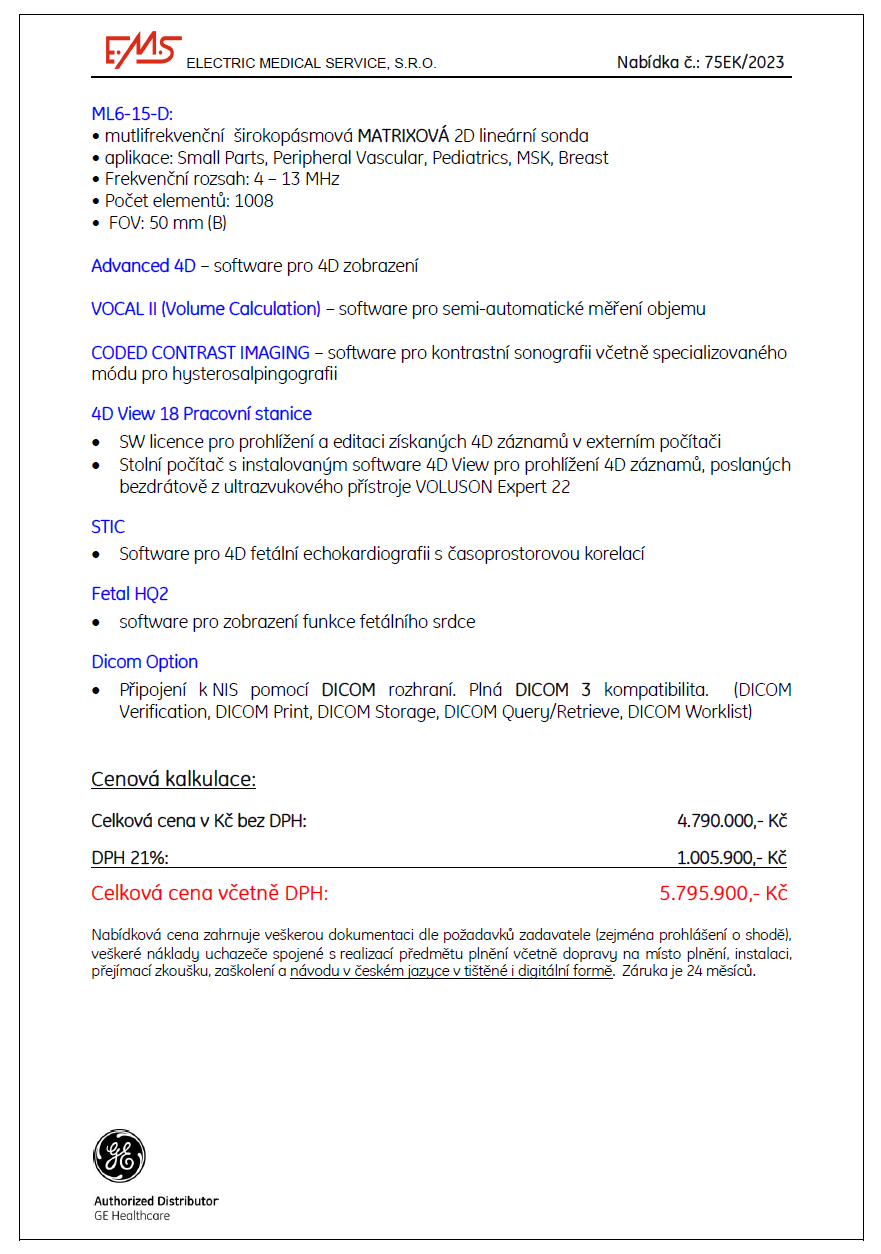 E·M·S ELECTRIC MEDICAL SERVICE, S.R.O. Nabídka č.: 75EK/2023
ML6-15-D:
• mutlifrekvenční širokopásmová MATRIXOVÁ 2D lineární sonda
• aplikace: Small Parts, Peripheral Vascular, Pediatrics, MSK, Breast
• Frekvenční rozsah: 4 – 13 MHz
• Počet elementů: 1008
• FOV: 50 mm (B)
Advanced 4D – software pro 4D zobrazení
VOCAL II (Volume Calculation) – software pro semi-automatické měření objemu
CODED CONTRAST IMAGING – software pro kontrastní sonografii včetně specializovaného
módu pro hysterosalpingografii
4D View 18 Pracovní stanice
• SW licence pro prohlížení a editaci získaných 4D záznamů v externím počítači
• Stolní počítač s instalovaným software 4D View pro prohlížení 4D záznamů, poslaných
bezdrátově z ultrazvukového přístroje VOLUSON Expert 22
STIC
• Software pro 4D fetální echokardiografii s časoprostorovou korelací
Fetal HQ2
• software pro zobrazení funkce fetálního srdce
Dicom Option
• Připojení k NIS pomocí DICOM rozhraní. Plná DICOM 3 kompatibilita. (DICOM
Verification, DICOM Print, DICOM Storage, DICOM Query/Retrieve, DICOM Worklist)
Cenová kalkulace:
Celková cena v Kč bez DPH: 4.790.000,- Kč
DPH 21%: 1.005.900,- Kč
Celková cena včetně DPH: 5.795.900,- Kč
Nabídková cena zahrnuje veškerou dokumentaci dle požadavků zadavatele (zejména prohlášení o shodě),
veškeré náklady uchazeče spojené s realizací předmětu plnění včetně dopravy na místo plnění, instalaci,
přejímací zkoušku, zaškolení a návodu v českém jazyce v tištěné i digitální formě. Záruka je 24 měsíců.
GE
Authorized Distributor
GE Healthcare